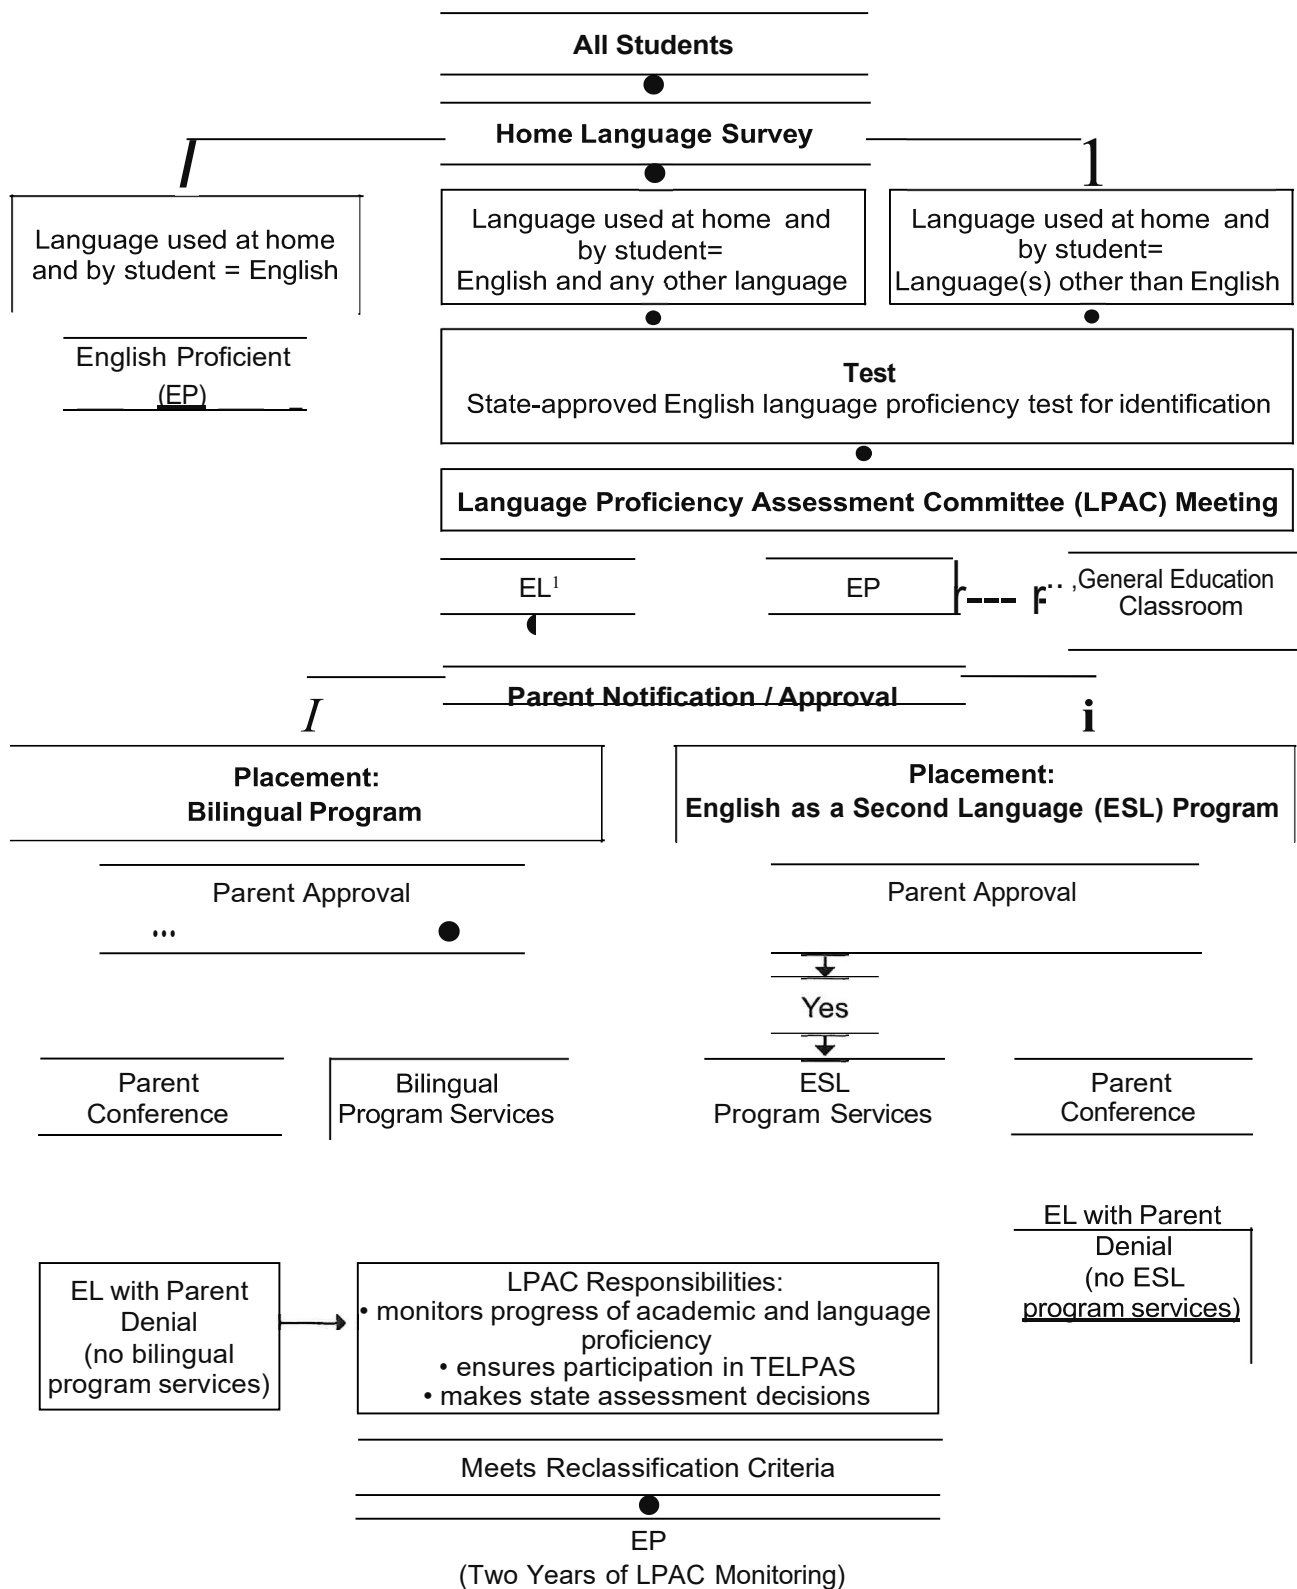 All Students
Home Language Survey
Language used at home
and by student = English
Language used at home and
by student=
English and any other language
Language used at home and
by student=
Language(s) other than English
English Proficient
(EP)
Test
State-approved English language proficiency test for identification
Language Proficiency Assessment Committee (LPAC) Meeting
EL¹
EP
General Education
Classroom
Parent Notification / Approval
Placement:
Bilingual Program
Placement:
English as a Second Language (ESL) Program
Parent Approval
Parent Approval
Yes
Parent
Conference
Bilingual
Program Services
ESL
Program Services
Parent
Conference
EL with Parent
Denial
(no ESL
program services)
EL with Parent
Denial
(no bilingual
program services)
LPAC Responsibilities:
• monitors progress of academic and language
proficiency
• ensures participation in TELPAS
• makes state assessment decisions
Meets Reclassification Criteria
EP
(Two Years of LPAC Monitoring)